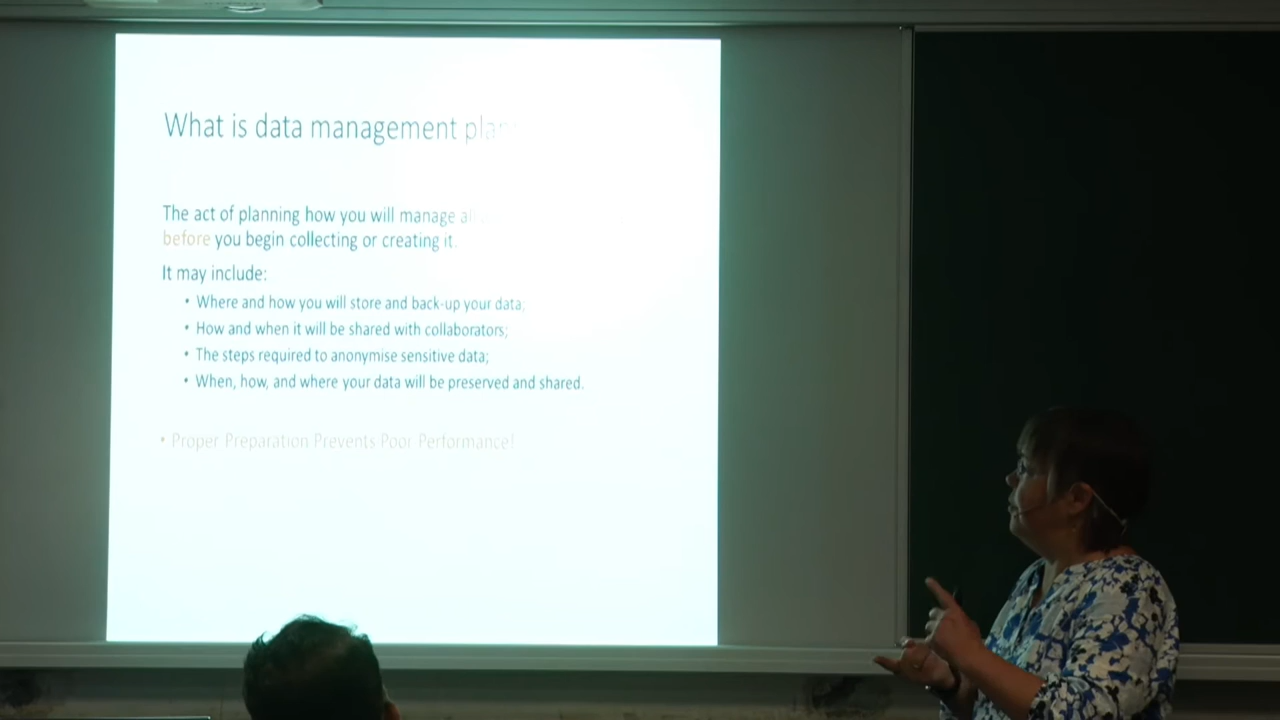 What is data management
The act of planning how you will manage
before you begin collecting or creating it.
It may include:
• Where and how you will store and back-up your data;
• How and when it will be shared with collaborators;
• The steps required to anonymise sensitive data;
• When, how, and where your data will be preserved and shared.
• Proper Preparation Prevents Poor Performance!